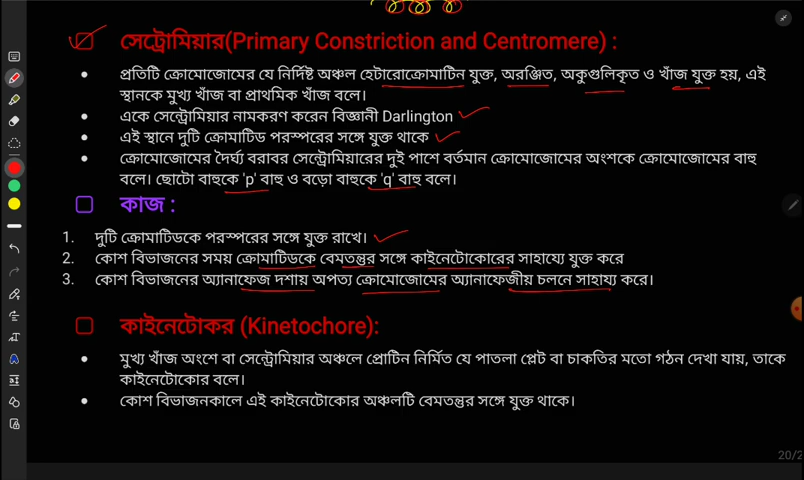 সেন্ট্রোমিয়ার(Primary Constriction and Centromere) :
প্রতিটি ক্রোমোজোমের যে নির্দিষ্ট অঞ্চল হেটারোক্রোমাটিন যুক্ত, অরঞ্জিত, অকুণ্ডলিকৃত ও খাঁজ যুক্ত হয়, এই
স্থানকে মুখ্য খাঁজ বা প্রাথমিক খাঁজ বলে।
একে সেন্ট্রোমিয়ার নামকরণ করেন বিজ্ঞানী Darlington
এই স্থানে দুটি ক্রোমাটিড পরস্পরের সঙ্গে যুক্ত থাকে
ক্রোমোজোমের দৈর্ঘ্য বরাবর সেন্ট্রোমিয়ারের দুই পাশে বর্তমান ক্রোমোজোমের অংশকে ক্রোমোজোমের বাহু
বলে। ছোটো বাহুকে 'p' বাহু ও বড়ো বাহুকে 'q' বাহু বলে।
কাজ :
1. দুটি ক্রোমাটিডকে পরস্পরের সঙ্গে যুক্ত রাখে।
2. কোশ বিভাজনের সময় ক্রোমাটিডকে বেমতন্তুর সঙ্গে কাইনেটোকোরের সাহায্যে যুক্ত করে
3. কোশ বিভাজনের অ্যানাফেজ দশায় অপত্য ক্রোমোজোমের অ্যানাফেজীয় চলনে সাহায্য করে।
কাইনেটোকর (Kinetochore):
মুখ্য খাঁজ অংশে বা সেন্ট্রোমিয়ার অঞ্চলে প্রোটিন নির্মিত যে পাতলা প্লেট বা চাকতির মতো গঠন দেখা যায়, তাকে
কাইনেটোকোর বলে।
কোশ বিভাজনকালে এই কাইনেটোকোর অঞ্চলটি বেমতন্তুর সঙ্গে যুক্ত থাকে।